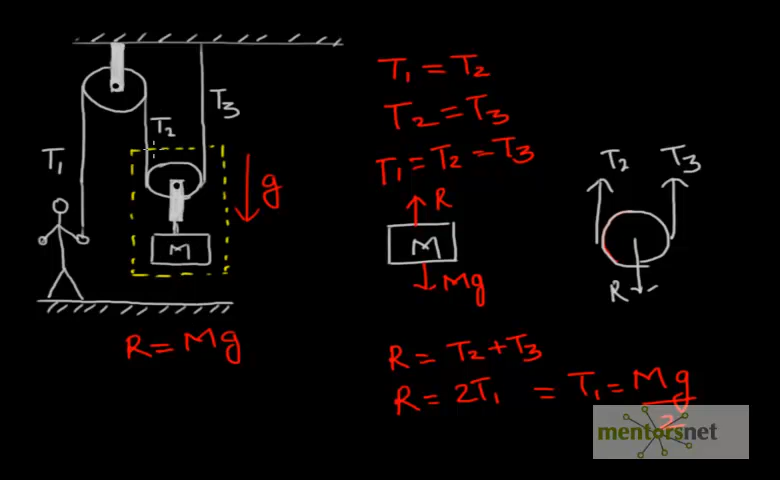 T₁
T₂
T₃
g
M
R = Mg
T₁ = T₂
T₂ = T₃
T₁ = T₂ = T₃
R
M
Mg
T₂ T₃
R
R = T₂ + T₃
R = 2T₁ = T₁ = Mg/2
mentorsnet